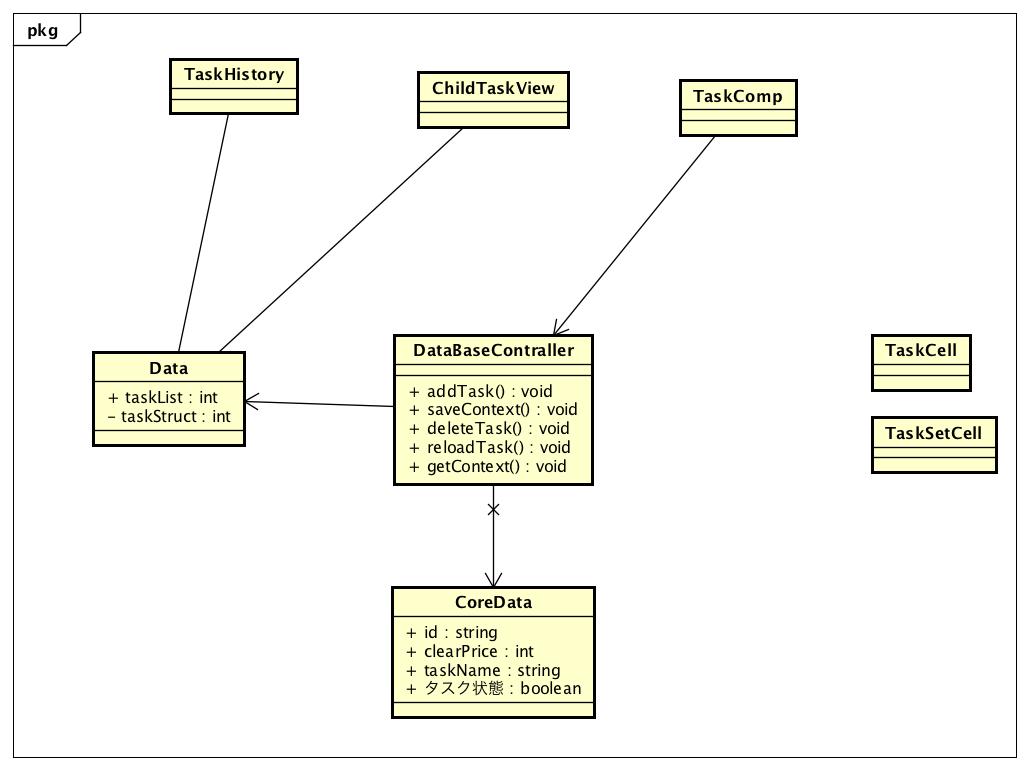 pkg
TaskHistory
ChildTaskView
TaskComp
Data
+ taskList : int
- taskStruct : int
DataBaseContraller
+ addTask() : void
+ saveContext() : void
+ deleteTask() : void
+ reloadTask() : void
+ getContext() : void
TaskCell
TaskSetCell
CoreData
+ id : string
+ clearPrice : int
+ taskName : string
+ タスク状態 : boolean